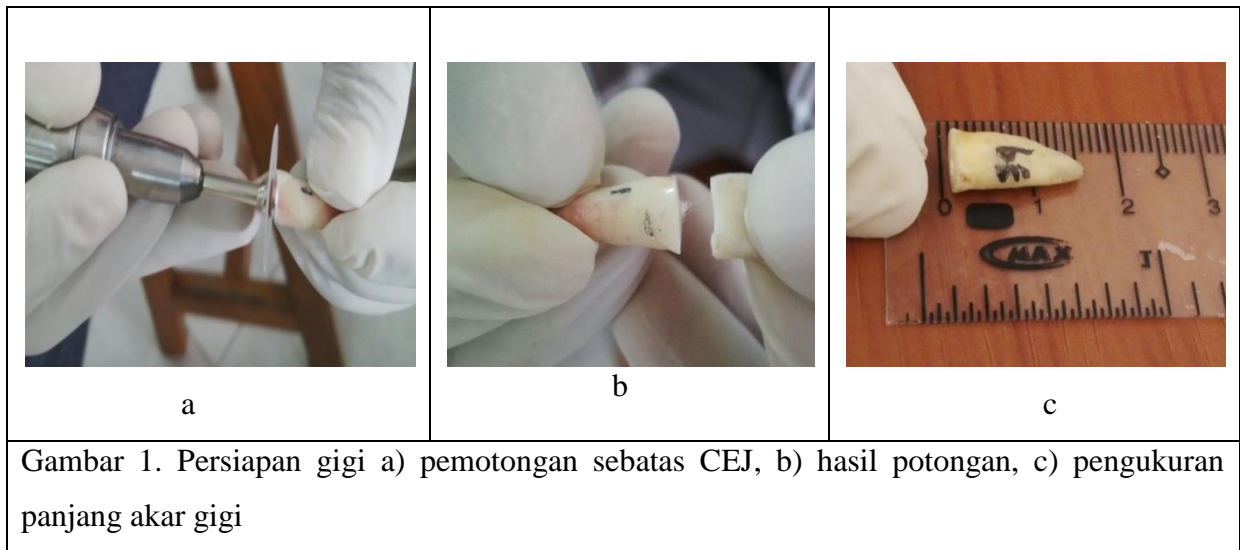 0 1 2 3
MAX
I
a
b
c
Gambar 1. Persiapan gigi a) pemotongan sebatas CEJ, b) hasil potongan, c) pengukuran
panjang akar gigi